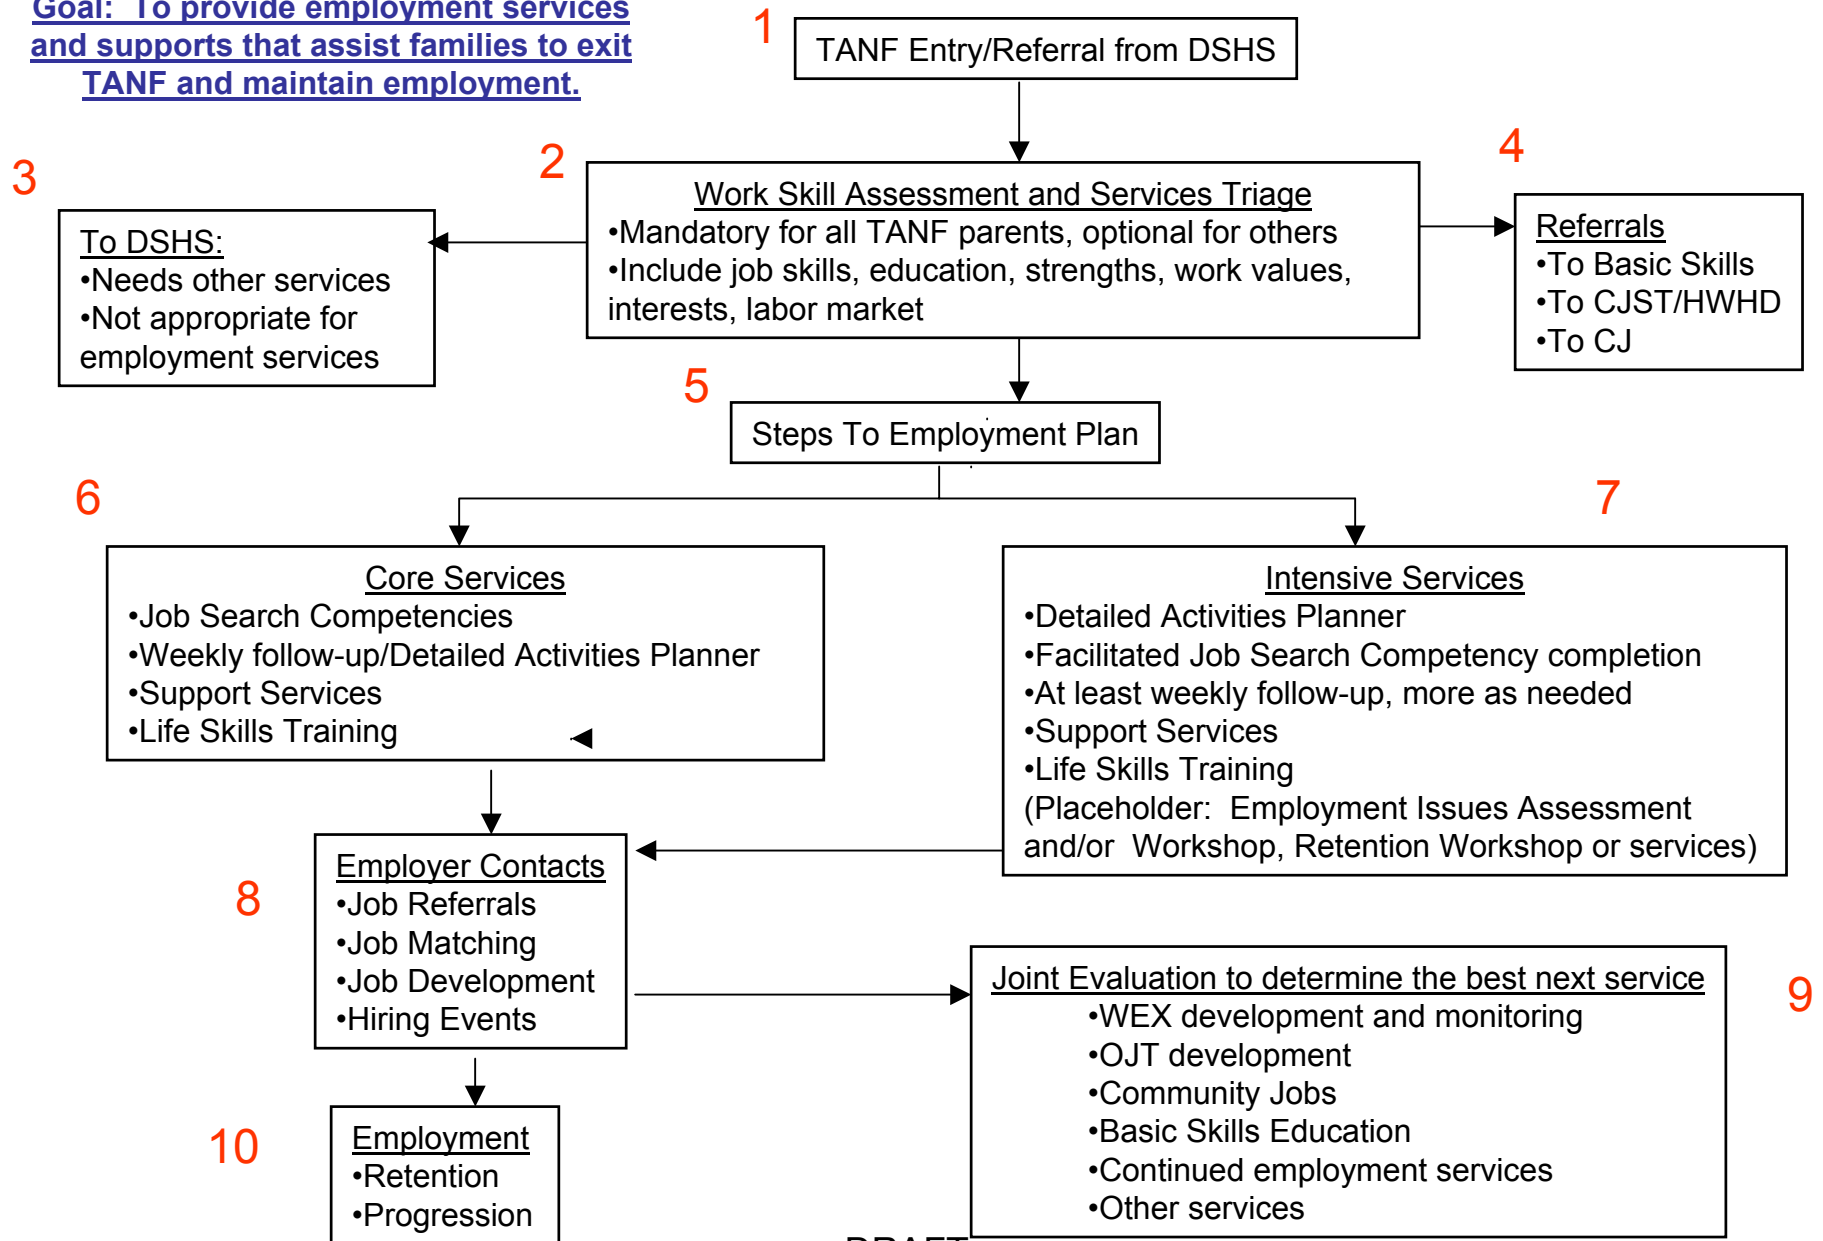 Goal: To provide employment services
and supports that assist families to exit
TANF and maintain employment.
1
TANF Entry/Referral from DSHS
2
Work Skill Assessment and Services Triage
•Mandatory for all TANF parents, optional for others
•Include job skills, education, strengths, work values,
interests, labor market
3
To DSHS:
•Needs other services
•Not appropriate for
employment services
4
Referrals
•To Basic Skills
•To CJST/HWHD
•To CJ
5
Steps To Employment Plan
6
Core Services
•Job Search Competencies
•Weekly follow-up/Detailed Activities Planner
•Support Services
•Life Skills Training
7
Intensive Services
•Detailed Activities Planner
•Facilitated Job Search Competency completion
•At least weekly follow-up, more as needed
•Support Services
•Life Skills Training
(Placeholder: Employment Issues Assessment
and/or Workshop, Retention Workshop or services)
8
Employer Contacts
•Job Referrals
•Job Matching
•Job Development
•Hiring Events
9
Joint Evaluation to determine the best next service
•WEX development and monitoring
•OJT development
•Community Jobs
•Basic Skills Education
•Continued employment services
•Other services
10
Employment
•Retention
•Progression
DRAFT